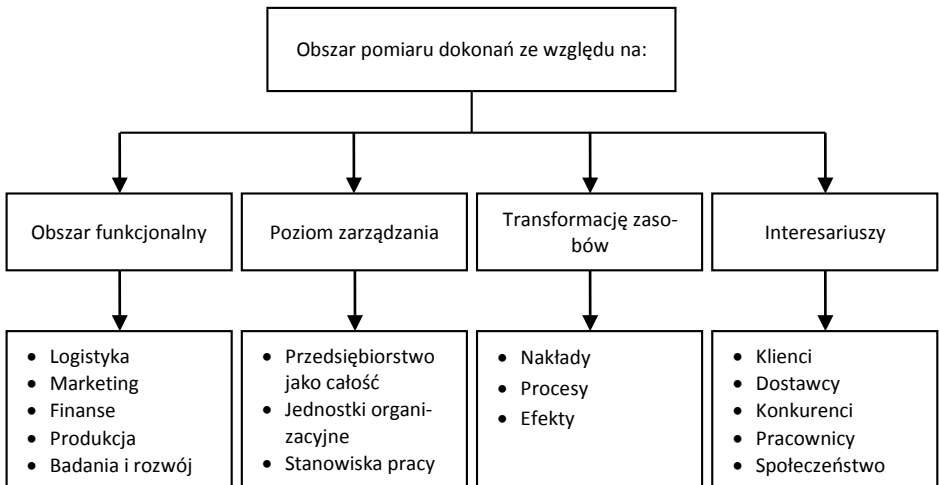 Obszar pomiaru dokonań ze względu na:
Obszar funkcjonalny
Poziom zarządzania
Transformację zaso-
bów
Interesariuszy
• Logistyka
• Marketing
• Finanse
• Produkcja
• Badania i rozwój
• Przedsiębiorstwo
jako całość
• Jednostki organi-
zacyjne
• Stanowiska pracy
• Nakłady
• Procesy
• Efekty
• Klienci
• Dostawcy
• Konkurenci
• Pracownicy
• Społeczeństwo